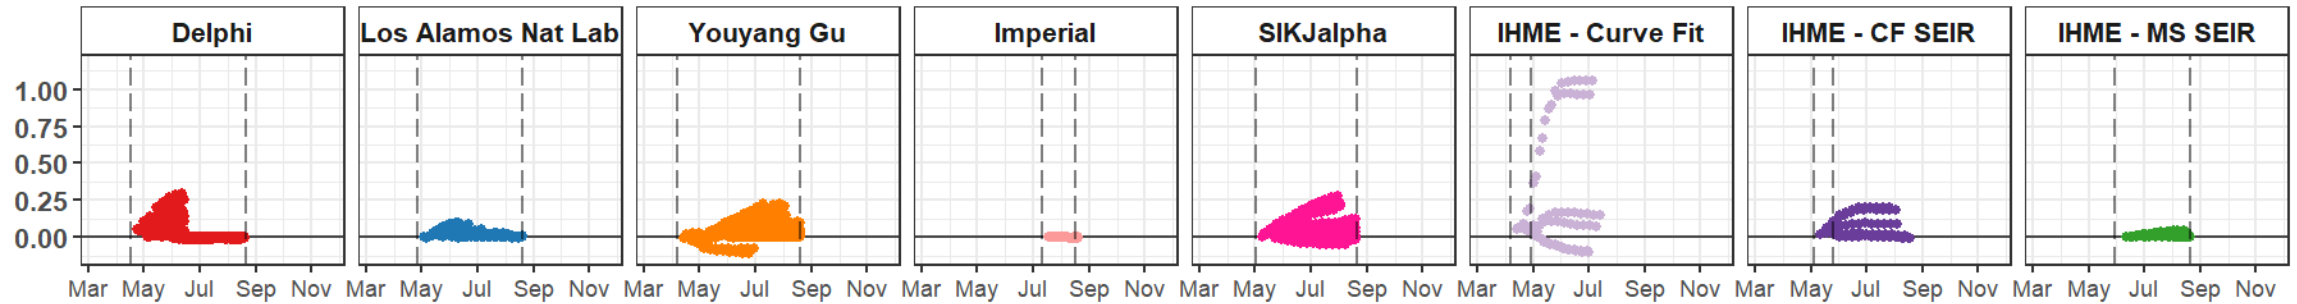 Delphi Los Alamos Nat Lab Youyang Gu Imperial SIKJalpha IHME - Curve Fit IHME - CF SEIR IHME - MS SEIR
1.00
0.75
0.50
0.25
0.00
Mar May Jul Sep Nov Mar May Jul Sep Nov Mar May Jul Sep Nov Mar May Jul Sep Nov Mar May Jul Sep Nov Mar May Jul Sep Nov Mar May Jul Sep Nov Mar May Jul Sep Nov